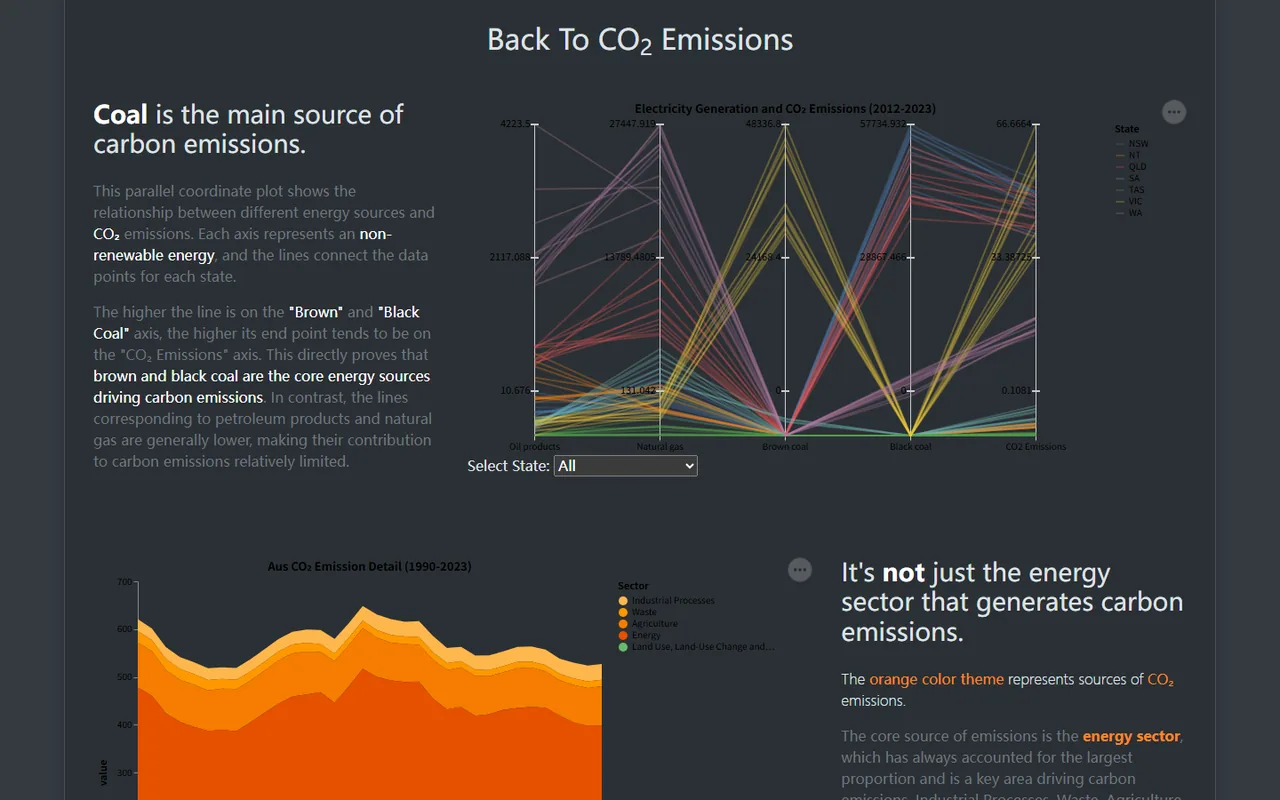 Back To CO₂ Emissions
Coal is the main source of
carbon emissions.
This parallel coordinate plot shows the
relationship between different energy sources and
CO₂ emissions. Each axis represents an non-
renewable energy, and the lines connect the data
points for each state.
The higher the line is on the "Brown" and "Black
Coal" axis, the higher its end point tends to be on
the "CO₂ Emissions" axis. This directly proves that
brown and black coal are the core energy sources
driving carbon emissions. In contrast, the lines
corresponding to petroleum products and natural
gas are generally lower, making their contribution
to carbon emissions relatively limited.
Electricity Generation and CO₂ Emissions (2012-2023)
4223.5 27447.919 48336.8 57734.932 66.6664
2117.088 13789.4805 24168.4 28867.466 33.38725
10.676 131.042 0 0 0.1081
Oil products Natural gas Brown coal Black coal CO2 Emissions
State
NSW
NT
QLD
SA
TAS
VIC
WA
Select State: All
Aus CO₂ Emission Detail (1990-2023)
700
600
500
400
300
value
Sector
Industrial Processes
Waste
Agriculture
Energy
Land Use, Land-Use Change and…
It's not just the energy
sector that generates carbon
emissions.
The orange color theme represents sources of CO₂
emissions.
The core source of emissions is the energy sector,
which has always accounted for the largest
proportion and is a key area driving carbon
emissions. Industrial Processes, Waste, Agriculture